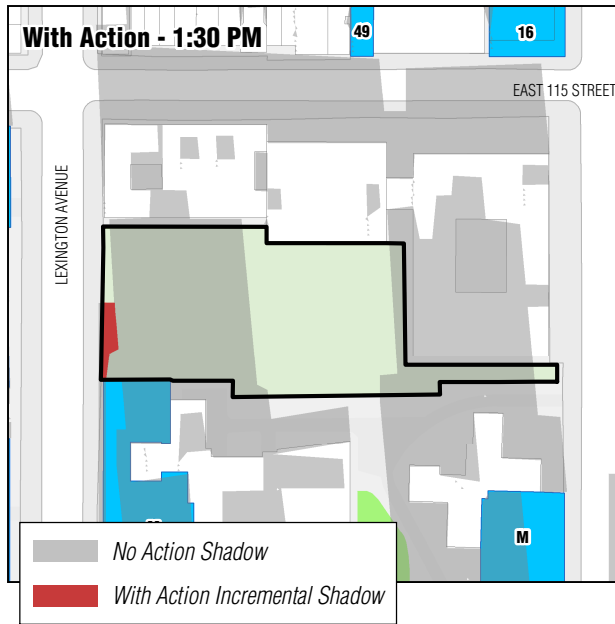 With Action - 1:30 PM
49
16
EAST 115 STREET
LEXINGTON AVENUE
M
No Action Shadow
With Action Incremental Shadow